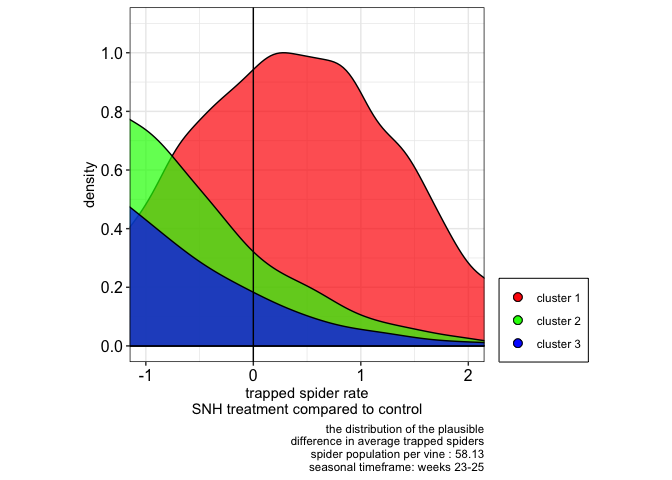 1.0
0.8
0.6
0.4
0.2
0.0
density
-1 0 1 2
trapped spider rate
SNH treatment compared to control
cluster 1
cluster 2
cluster 3
the distribution of the plausible
difference in average trapped spiders
spider population per vine : 58.13
seasonal timeframe: weeks 23-25